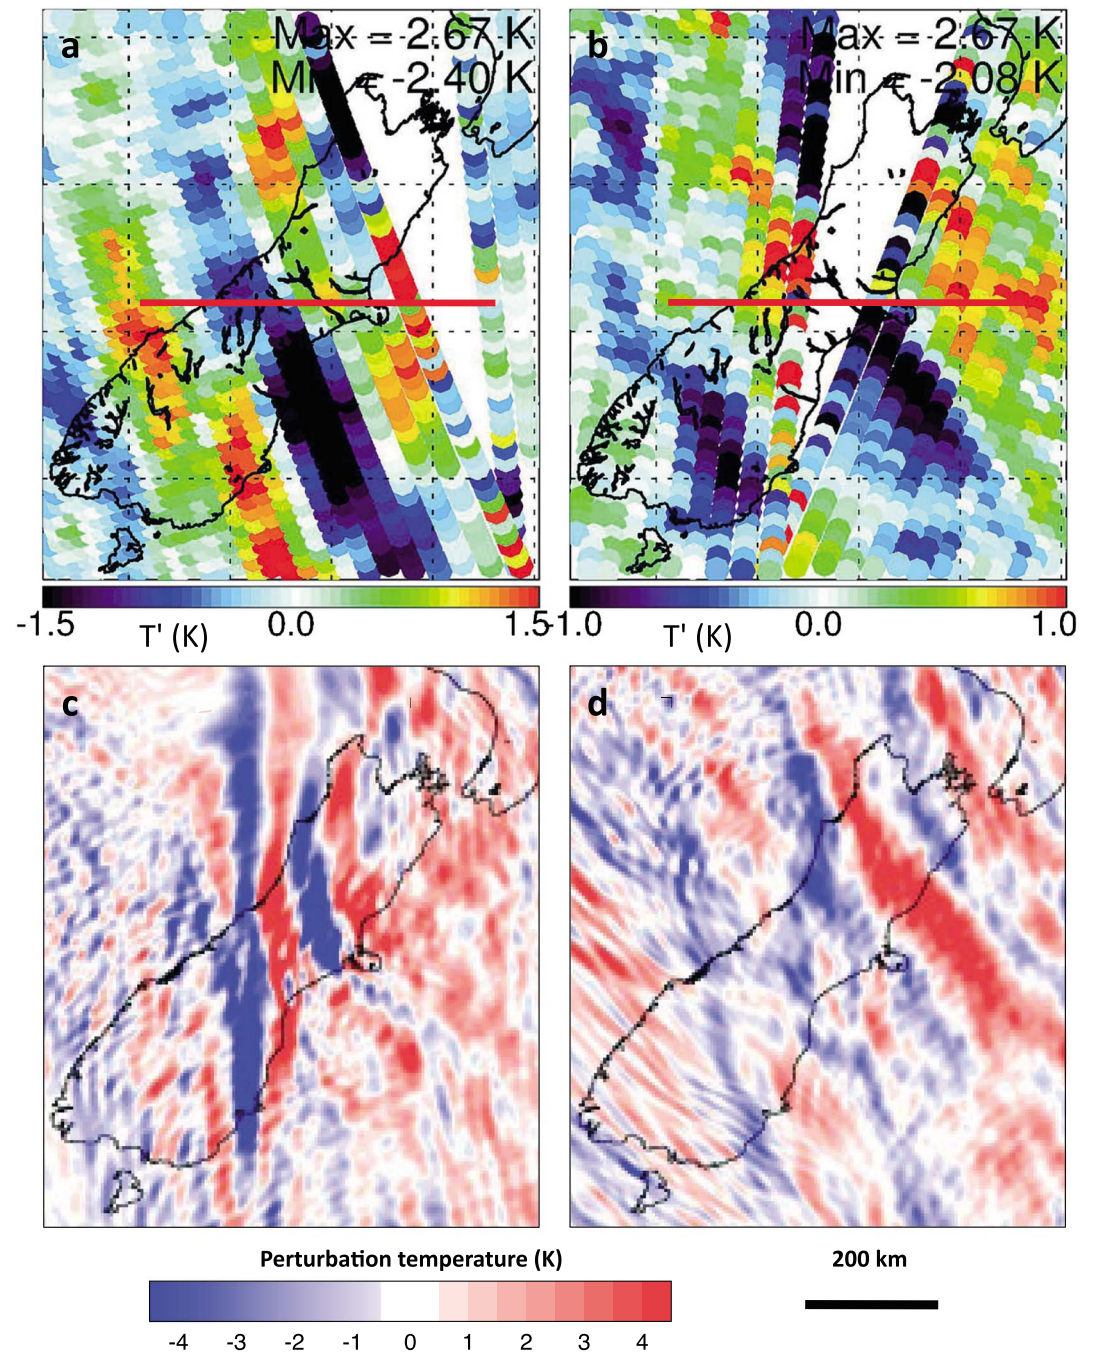 a
Max = 2.67 K
Min = -2.40 K
b
Max = 2.67 K
Min = -2.08 K
-1.5 T' (K) 0.0 1.5
-1.0 T' (K) 0.0 1.0
c
d
Perturbation temperature (K)
200 km
-4 -3 -2 -1 0 1 2 3 4